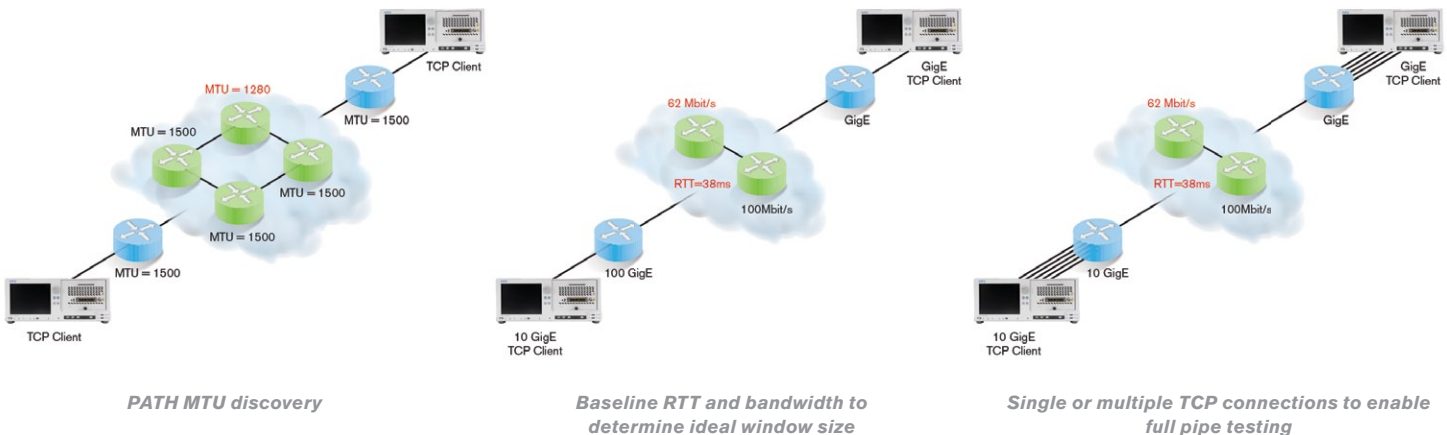 TCP Client
MTU = 1280
MTU = 1500
MTU = 1500
MTU = 1500
MTU = 1500
MTU = 1500
TCP Client
PATH MTU discovery
GigE
TCP Client
62 Mbit/s
GigE
RTT=38ms
100Mbit/s
100 GigE
10 GigE
TCP Client
Baseline RTT and bandwidth to
determine ideal window size
GigE
TCP Client
62 Mbit/s
GigE
RTT=38ms
100Mbit/s
10 GigE
10 GigE
TCP Client
Single or multiple TCP connections to enable
full pipe testing